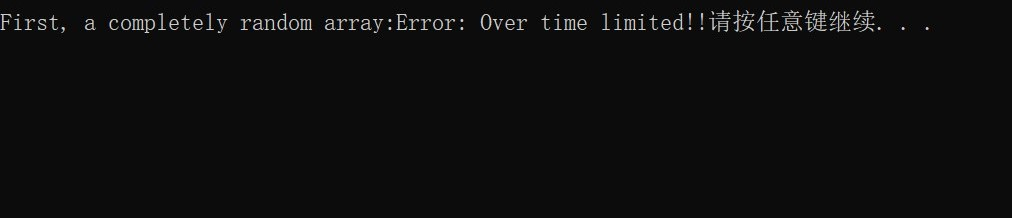 First, a completely random array:Error: Over time limited!!请按任意键继续. . .